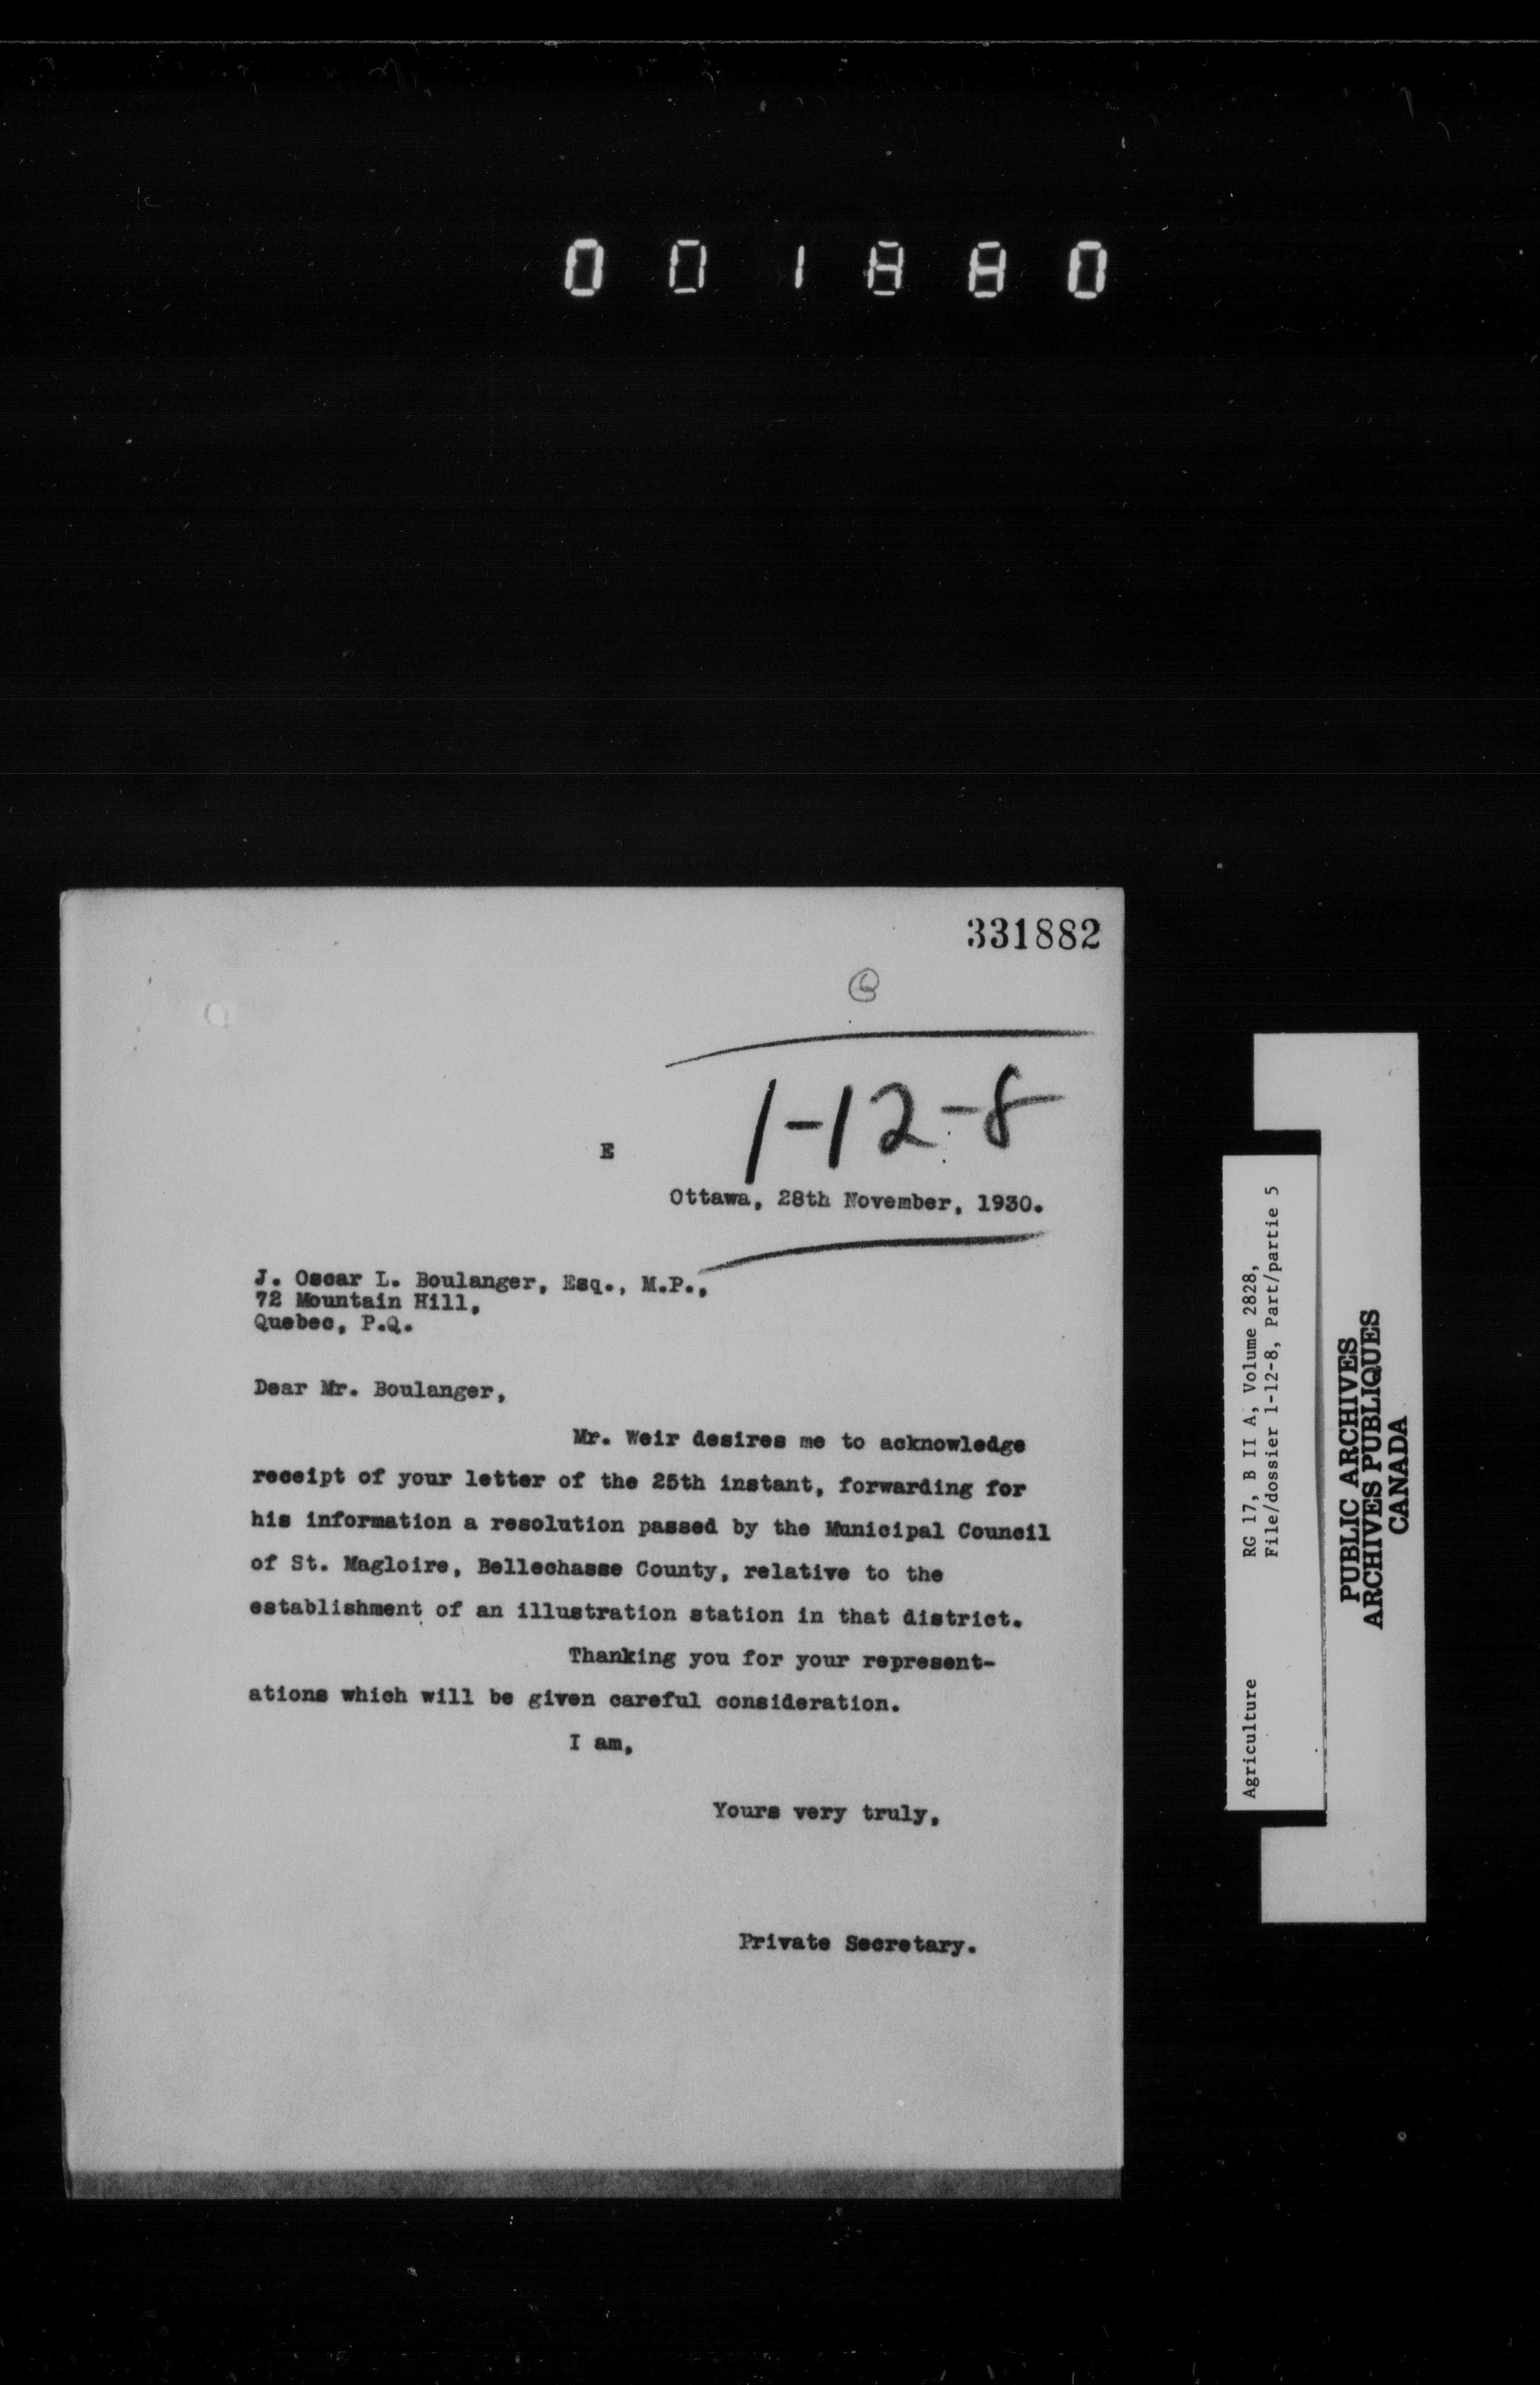 001880
331882
1-12-8
E
Ottawa, 28th November, 1930.
J. Oscar L. Boulanger, Esq., M.P.,
72 Mountain Hill,
Quebec, P.Q.
Dear Mr. Boulanger,
Mr. Weir desires me to acknowledge
receipt of your letter of the 25th instant, forwarding for
his information a resolution passed by the Municipal Council
of St. Magloire, Bellechasse County, relative to the
establishment of an illustration station in that district.
Thanking you for your represent-
ations which will be given careful consideration.
I am,
Yours very truly,
Private Secretary.
Agriculture RG 17, B II A, Volume 2828,
File/dossier 1-12-8, Part/partie 5
PUBLIC ARCHIVES
ARCHIVES PUBLIQUES
CANADA